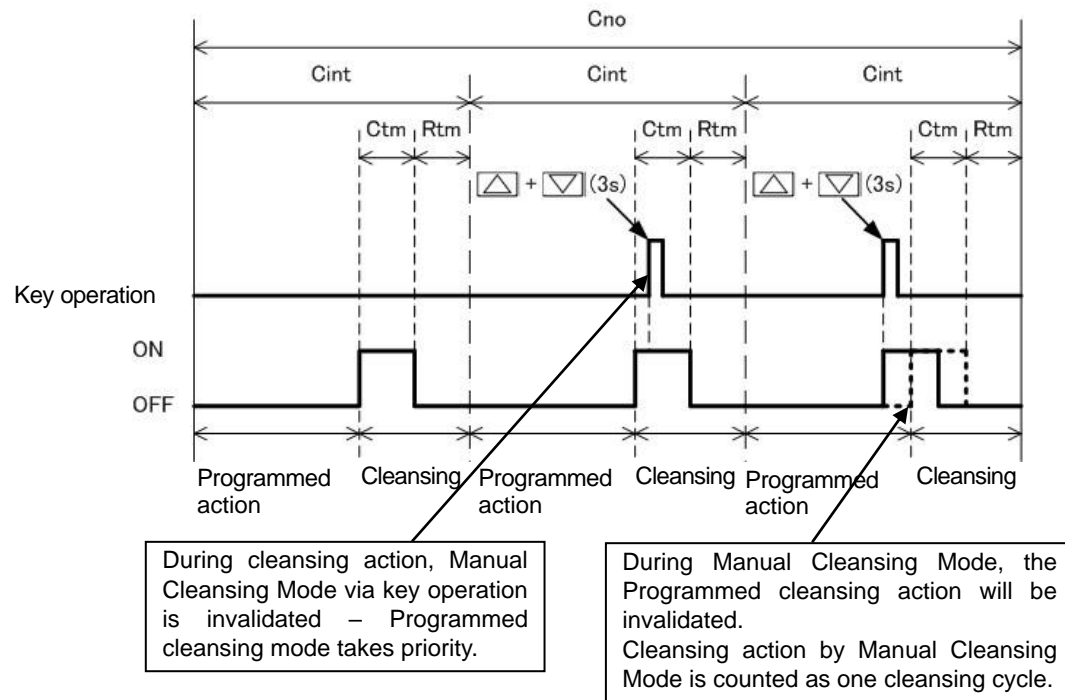 Cno
Cint Cint Cint
Ctm Rtm Ctm Rtm Ctm Rtm
△ + ▽ (3s) △ + ▽ (3s)
Key operation
ON
OFF
Programmed action
Cleansing
Programmed action
Cleansing
Programmed action
Cleansing
During cleansing action, Manual
Cleansing Mode via key operation
is invalidated – Programmed
cleansing mode takes priority.
During Manual Cleansing Mode, the
Programmed cleansing action will be
invalidated.
Cleansing action by Manual Cleansing
Mode is counted as one cleansing cycle.